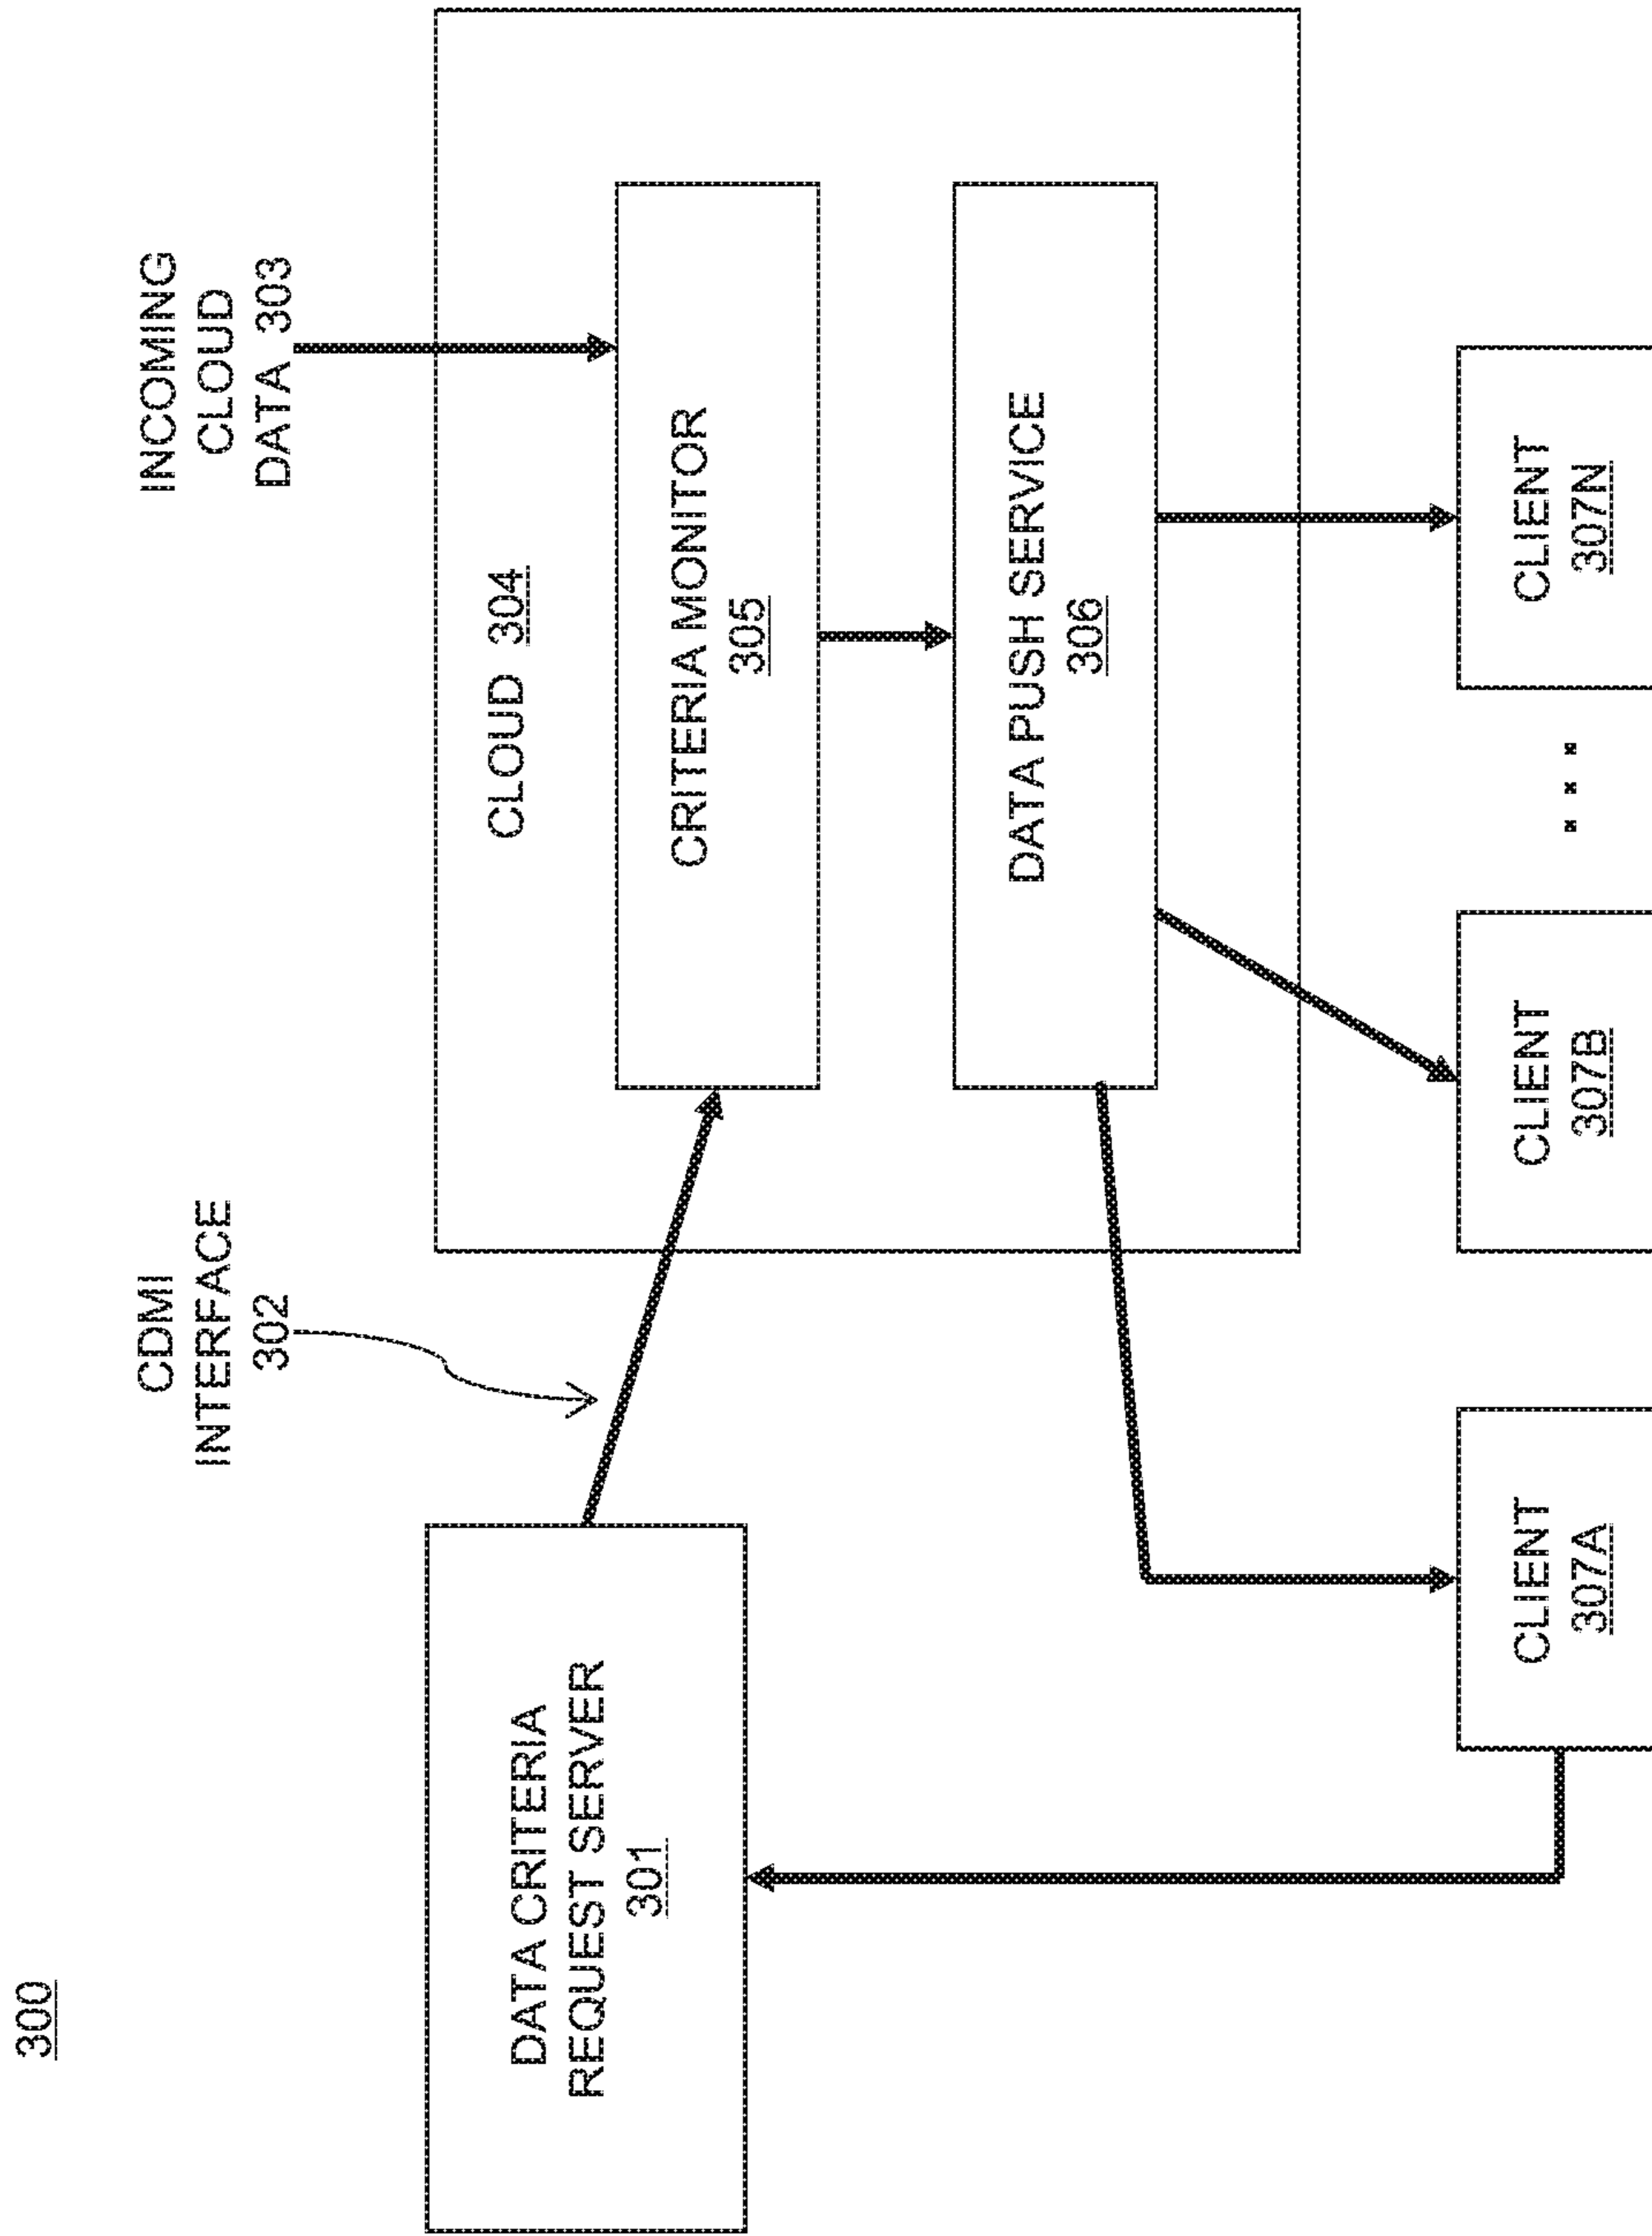 300
CDMI
INTERFACE
302
INCOMING
CLOUD
DATA 303
DATA CRITERIA
REQUEST SERVER
301
CLOUD 304
CRITERIA MONITOR
305
DATA PUSH SERVICE
306
CLIENT
307A
CLIENT
307B
. . .
CLIENT
307N